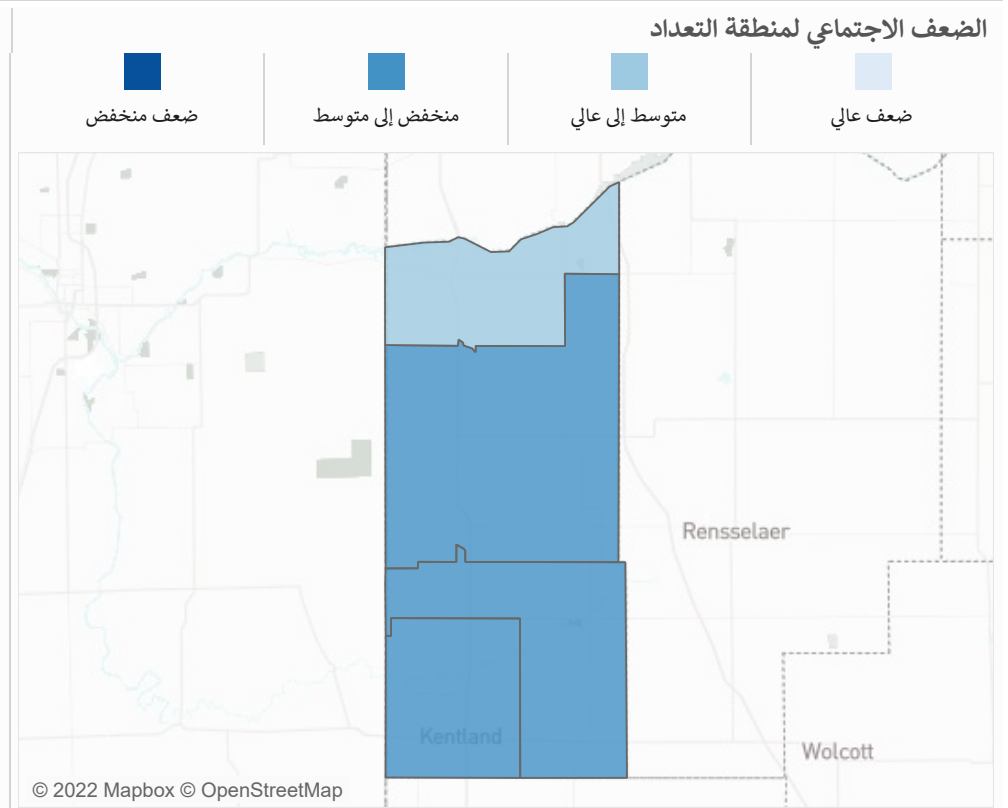 الضعف الاجتماعي لمنطقة التعداد
ضعف عالي
متوسط إلى عالي
منخفض إلى متوسط
ضعف منخفض
Rensselaer
Kentland
Wolcott
© 2022 Mapbox © OpenStreetMap